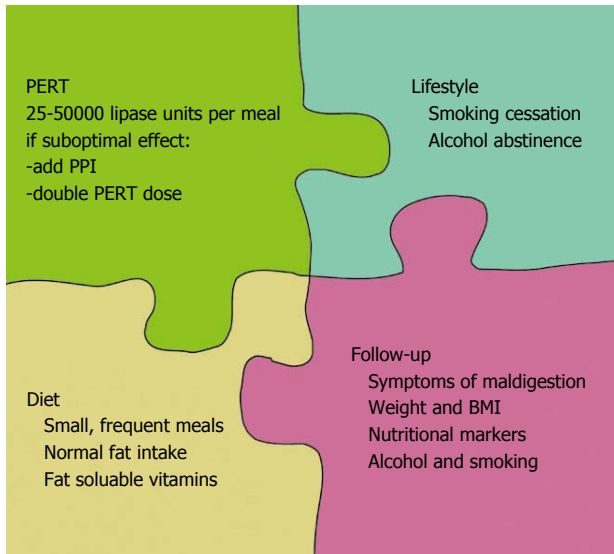 PERT
25-50000 lipase units per meal
if suboptimal effect:
-add PPI
-double PERT dose
Lifestyle
Smoking cessation
Alcohol abstinence
Diet
Small, frequent meals
Normal fat intake
Fat soluable vitamins
Follow-up
Symptoms of maldigestion
Weight and BMI
Nutritional markers
Alcohol and smoking